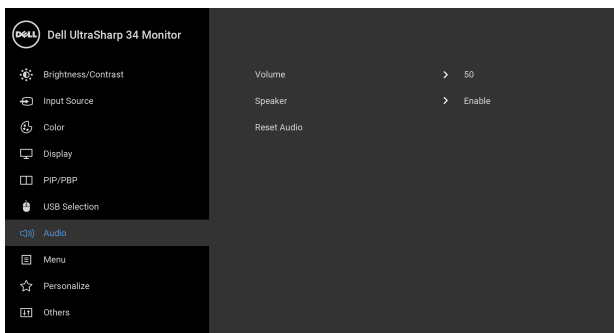 DELL
Dell UltraSharp 34 Monitor
Brightness/Contrast
Volume
50
Input Source
Speaker
Enable
Color
Reset Audio
Display
PIP/PBP
USB Selection
Audio
Menu
Personalize
Others